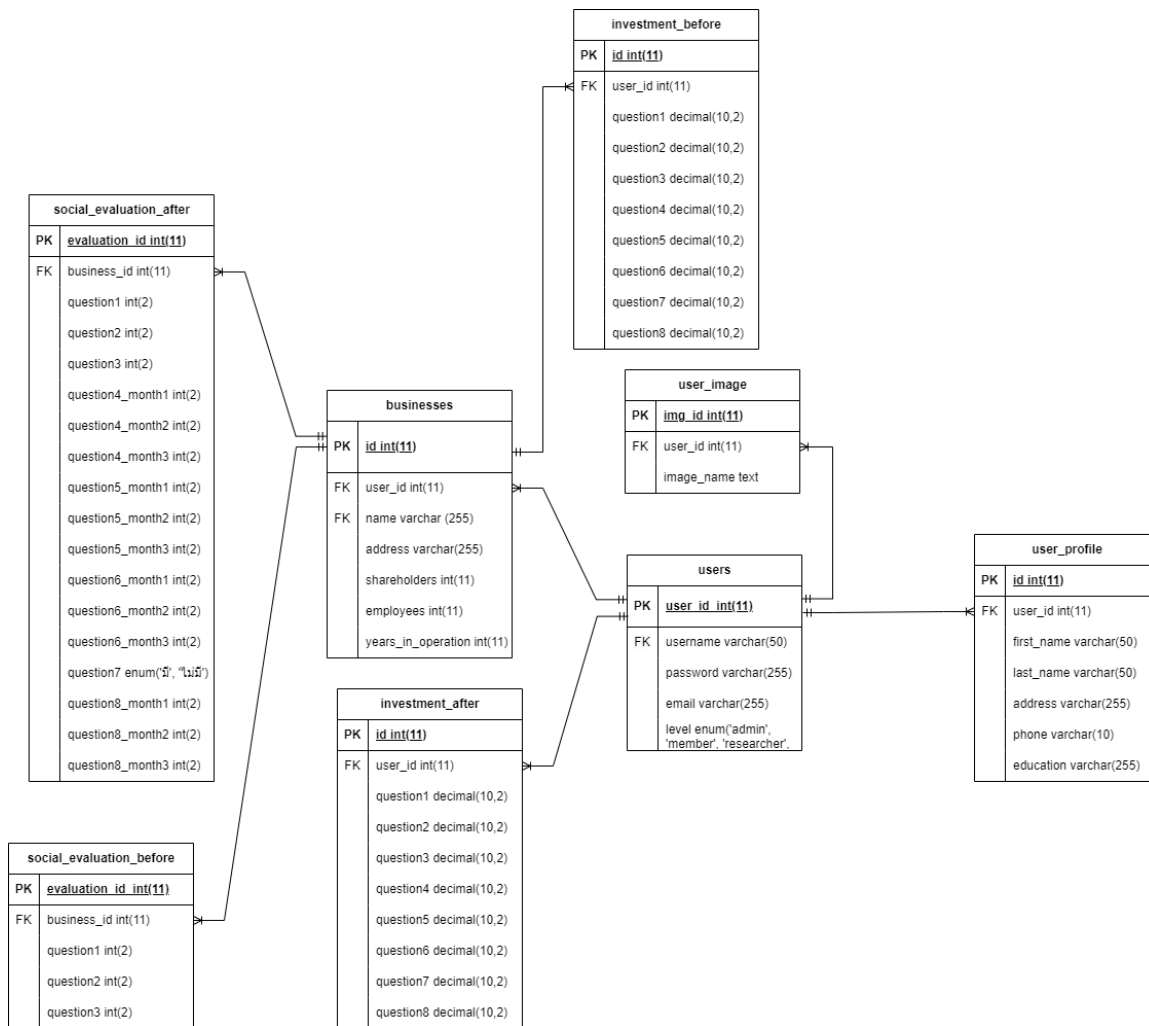 investment_before
PK id int(11)
FK user_id int(11)
question1 decimal(10,2)
question2 decimal(10,2)
question3 decimal(10,2)
question4 decimal(10,2)
question5 decimal(10,2)
question6 decimal(10,2)
question7 decimal(10,2)
question8 decimal(10,2)
social_evaluation_after
PK evaluation_id int(11)
FK business_id int(11)
question1 int(2)
question2 int(2)
question3 int(2)
question4_month1 int(2)
question4_month2 int(2)
question4_month3 int(2)
question5_month1 int(2)
question5_month2 int(2)
question5_month3 int(2)
question6_month1 int(2)
question6_month2 int(2)
question6_month3 int(2)
question7 enum('มี', "ไม่มี')
question8_month1 int(2)
question8_month2 int(2)
question8_month3 int(2)
businesses
PK id int(11)
FK user_id int(11)
FK name varchar (255)
address varchar(255)
shareholders int(11)
employees int(11)
years_in_operation int(11)
user_image
PK img_id int(11)
FK user_id int(11)
image_name text
users
PK user_id int(11)
FK username varchar(50)
password varchar(255)
email varchar(255)
level enum('admin',
'member', 'researcher',
user_profile
PK id int(11)
FK user_id int(11)
first_name varchar(50)
last_name varchar(50)
address varchar(255)
phone varchar(10)
education varchar(255)
investment_after
PK id int(11)
FK user_id int(11)
question1 decimal(10,2)
question2 decimal(10,2)
question3 decimal(10,2)
question4 decimal(10,2)
question5 decimal(10,2)
question6 decimal(10,2)
question7 decimal(10,2)
question8 decimal(10,2)
social_evaluation_before
PK evaluation_id int(11)
FK business_id int(11)
question1 int(2)
question2 int(2)
question3 int(2)